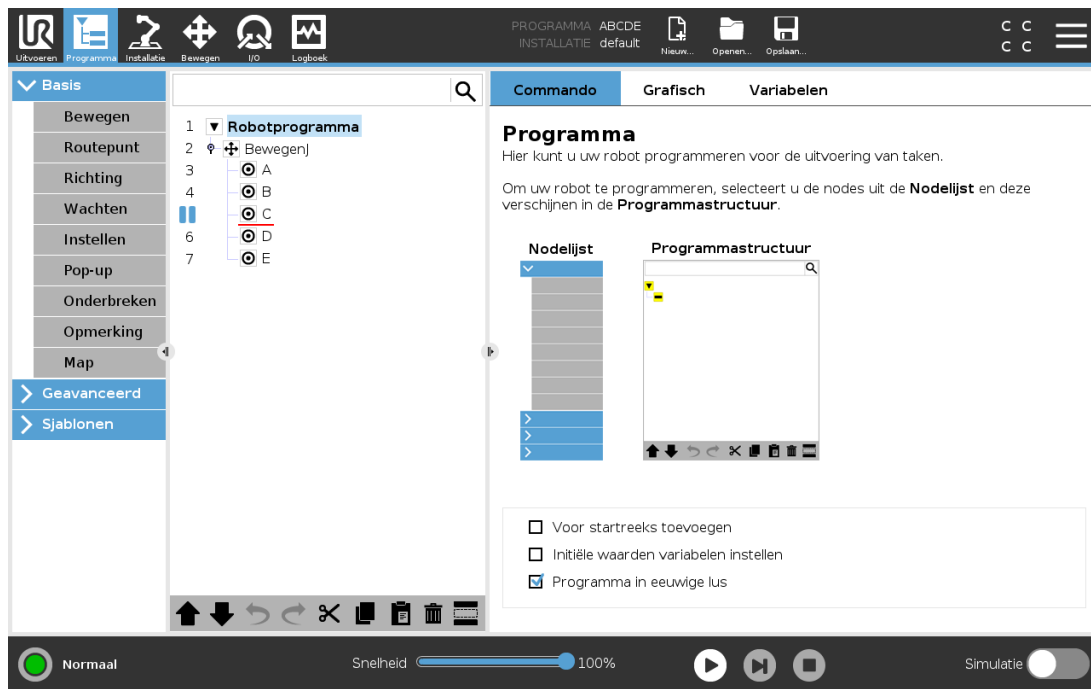 PROGRAMMA ABCDE
INSTALLATIE default
Uitvoeren Programma Installatie Bewegen I/O Logboek
Nieuw... Openen... Opslaan...
C C
C C
Basis
Bewegen
Routepunt
Richting
Wachten
Instellen
Pop-up
Onderbreken
Opmerking
Map
Geavanceerd
Sjablonen
1 Robotprogramma
2 BewegenJ
3 A
4 B
C
6 D
7 E
Commando Grafisch Variabelen
Programma
Hier kunt u uw robot programmeren voor de uitvoering van taken.
Om uw robot te programmeren, selecteert u de nodes uit de Nodelijst en deze
verschijnen in de Programmastructuur.
Nodelijst Programmastructuur
Voor startreeks toevoegen
Initiële waarden variabelen instellen
Programma in eeuwige lus
Normaal
Snelheid 100%
Simulatie